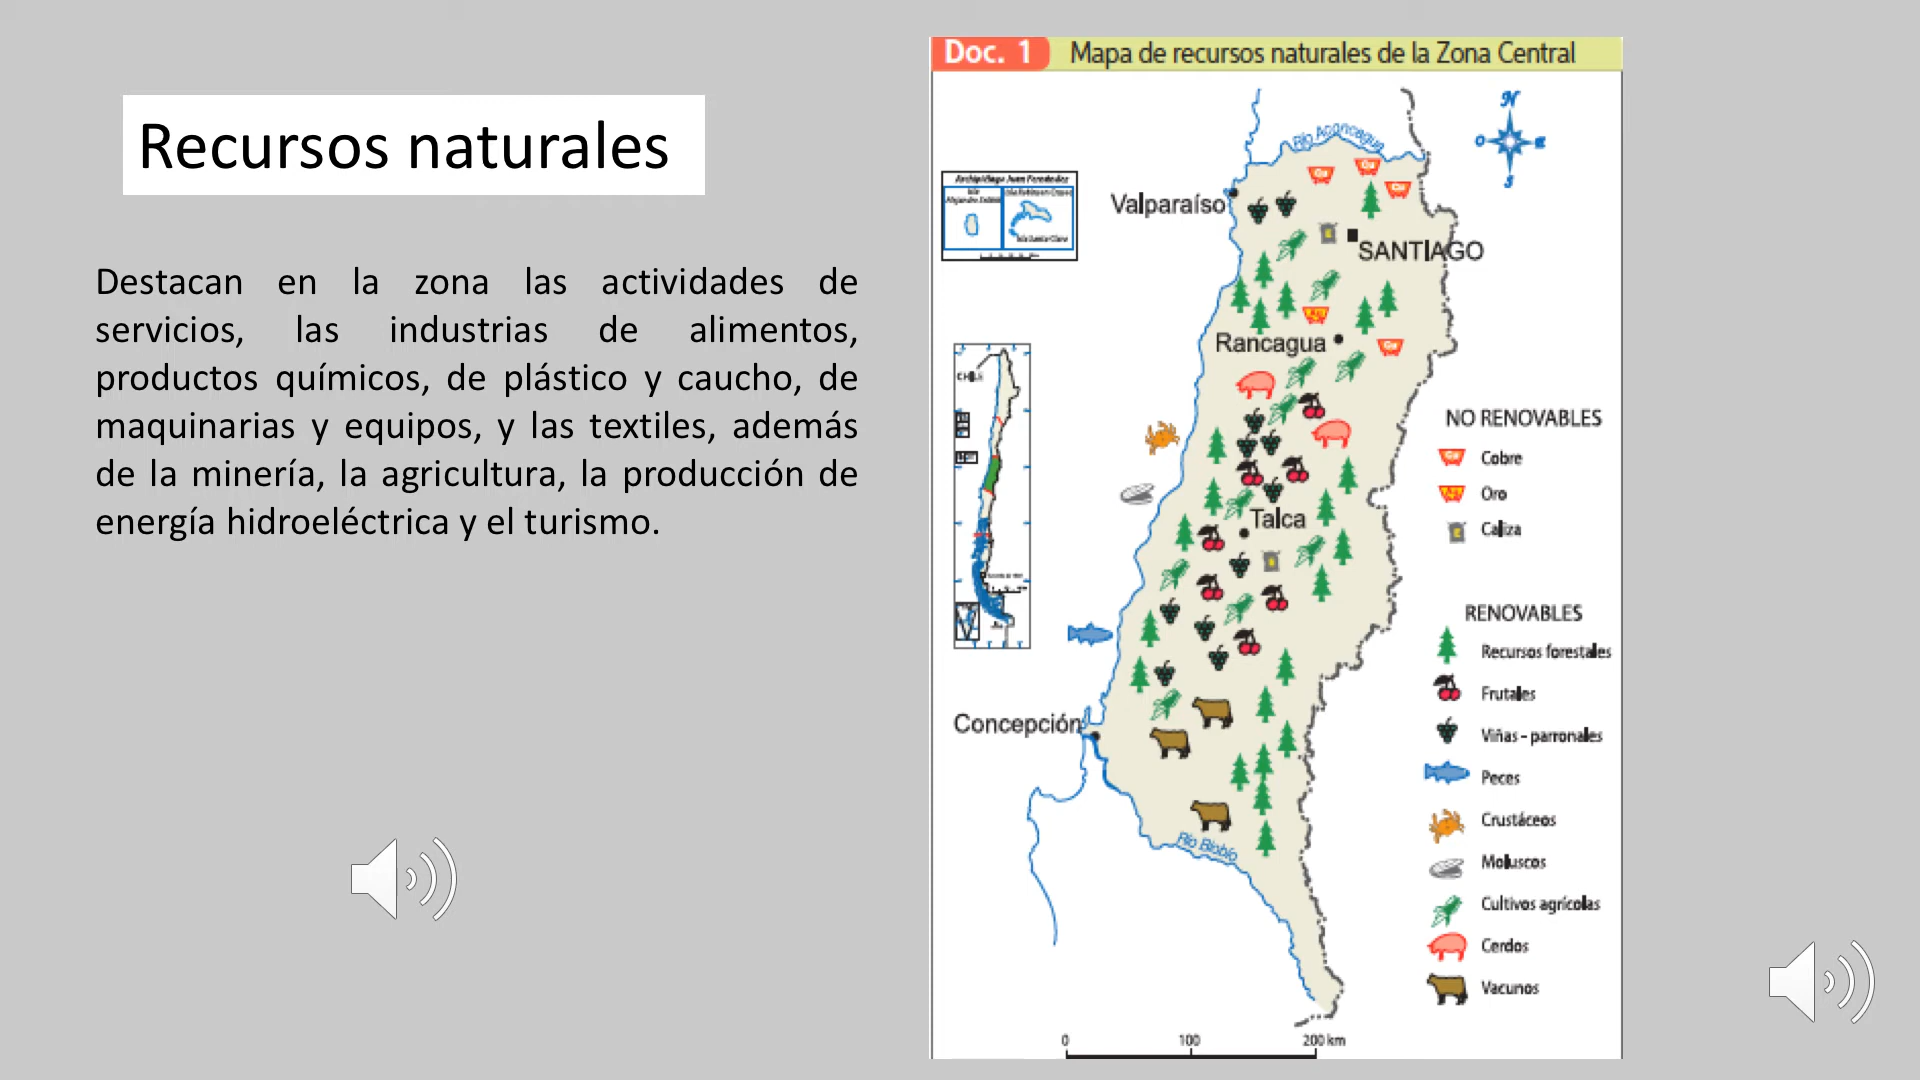 Recursos naturales
Destacan en la zona las actividades de
servicios, las industrias de alimentos,
productos químicos, de plástico y caucho, de
maquinarias y equipos, y las textiles, además
de la minería, la agricultura, la producción de
energía hidroeléctrica y el turismo.
Doc. 1 Mapa de recursos naturales de la Zona Central
N
O E
S
Río Aconcagua
Archipiélago Juan Fernández
Valparaíso
SANTIAGO
Rancagua
CHILE
Talca
Concepción
Río Biobío
NO RENOVABLES
Cobre
Oro
Caliza
RENOVABLES
Recursos forestales
Frutales
Viñas - parronales
Peces
Crustáceos
Moluscos
Cultivos agrícolas
Cerdos
Vacunos
0 100 200 km